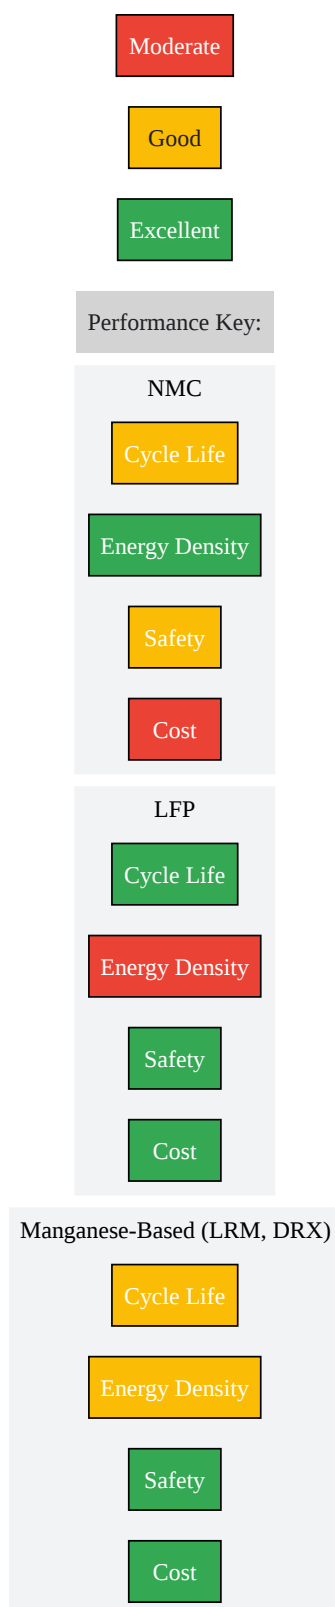 Moderate
Good
Excellent
Performance Key:
NMC
Cycle Life
Energy Density
Safety
Cost
LFP
Cycle Life
Energy Density
Safety
Cost
Manganese-Based (LRM, DRX)
Cycle Life
Energy Density
Safety
Cost